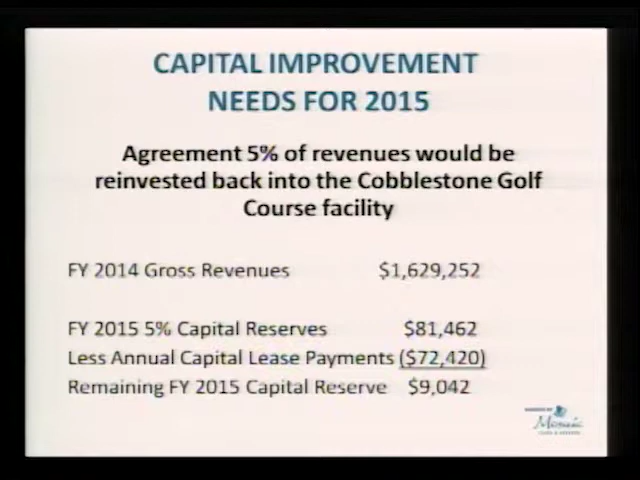 CAPITAL IMPROVEMENT
NEEDS FOR 2015
Agreement 5% of revenues would be
reinvested back into the Cobblestone Golf
Course facility
FY 2014 Gross Revenues $1,629,252
FY 2015 5% Capital Reserves $81,462
Less Annual Capital Lease Payments ($72,420)
Remaining FY 2015 Capital Reserve $9,042